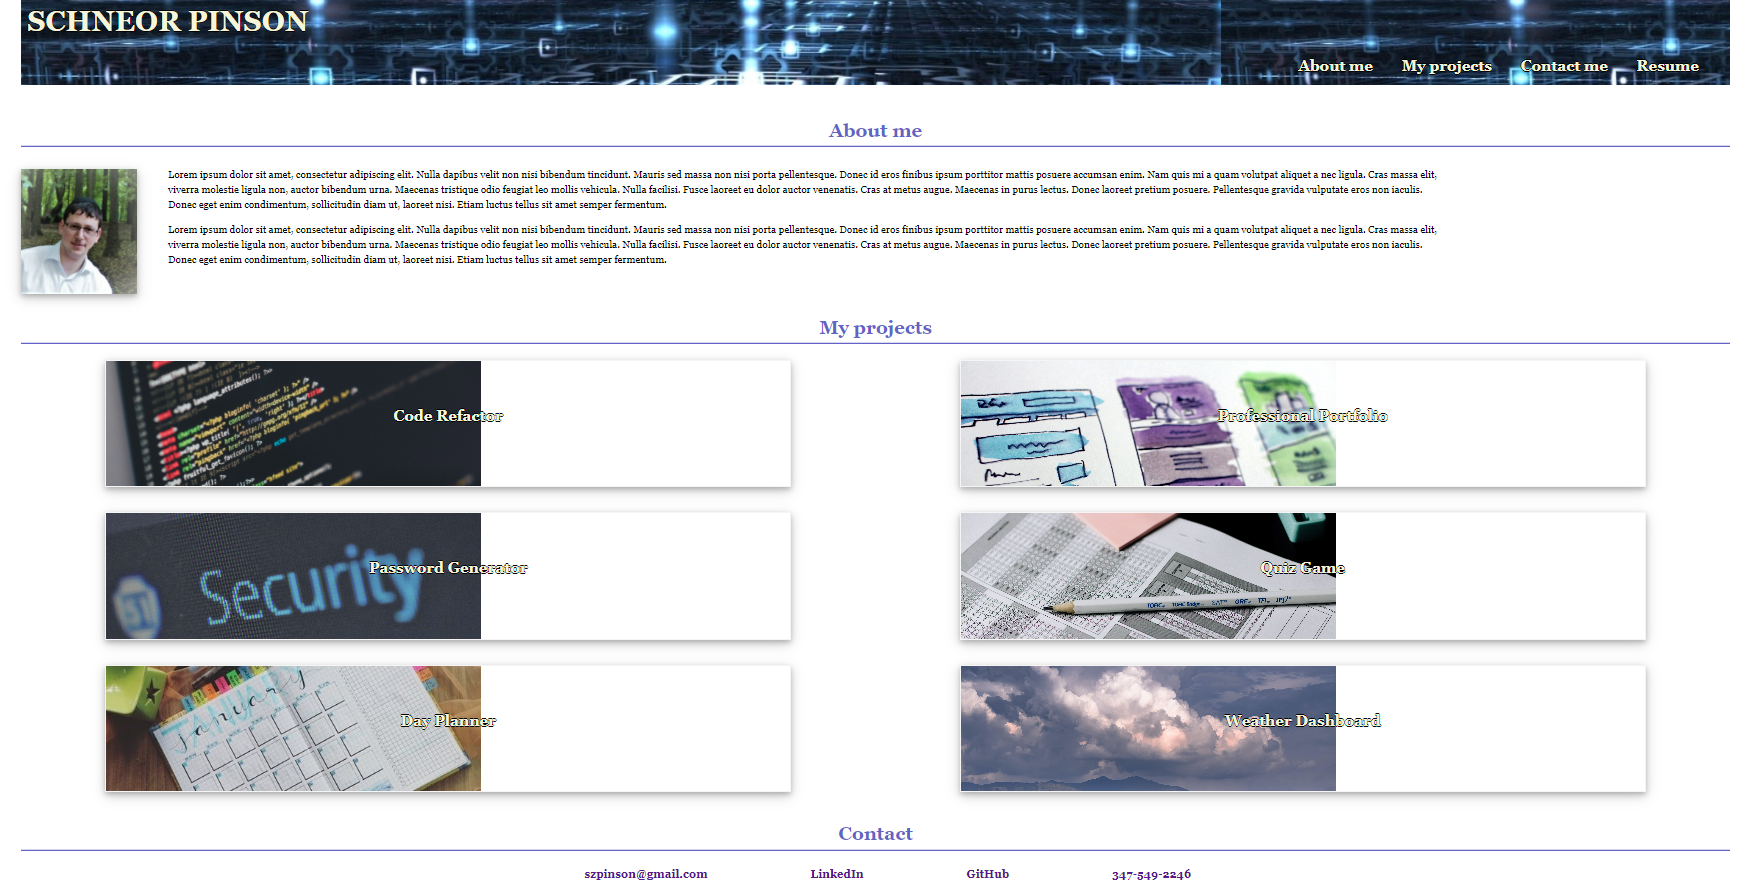 SCHNEOR PINSON
About me My projects Contact me Resume
About me
Lorem ipsum dolor sit amet, consectetur adipiscing elit. Nulla dapibus velit non nisi bibendum tincidunt. Mauris sed massa non nisi porta pellentesque. Donec id eros finibus ipsum porttitor mattis posuere accumsan enim. Nam quis mi a quam volutpat aliquet a nec ligula. Cras massa elit,
viverra molestie ligula non, auctor bibendum urna. Maecenas tristique odio feugiat leo mollis vehicula. Nulla facilisi. Fusce laoreet eu dolor auctor venenatis. Cras at metus augue. Maecenas in purus lectus. Donec laoreet pretium posuere. Pellentesque gravida vulputate eros non iaculis.
Donec eget enim condimentum, sollicitudin diam ut, laoreet nisi. Etiam luctus tellus sit amet semper fermentum.
Lorem ipsum dolor sit amet, consectetur adipiscing elit. Nulla dapibus velit non nisi bibendum tincidunt. Mauris sed massa non nisi porta pellentesque. Donec id eros finibus ipsum porttitor mattis posuere accumsan enim. Nam quis mi a quam volutpat aliquet a nec ligula. Cras massa elit,
viverra molestie ligula non, auctor bibendum urna. Maecenas tristique odio feugiat leo mollis vehicula. Nulla facilisi. Fusce laoreet eu dolor auctor venenatis. Cras at metus augue. Maecenas in purus lectus. Donec laoreet pretium posuere. Pellentesque gravida vulputate eros non iaculis.
Donec eget enim condimentum, sollicitudin diam ut, laoreet nisi. Etiam luctus tellus sit amet semper fermentum.
My projects
Code Refactor
Professional Portfolio
Security
Password Generator
Quiz Game
January
Day Planner
Weather Dashboard
Contact
szpinson@gmail.com LinkedIn GitHub 347-549-2246